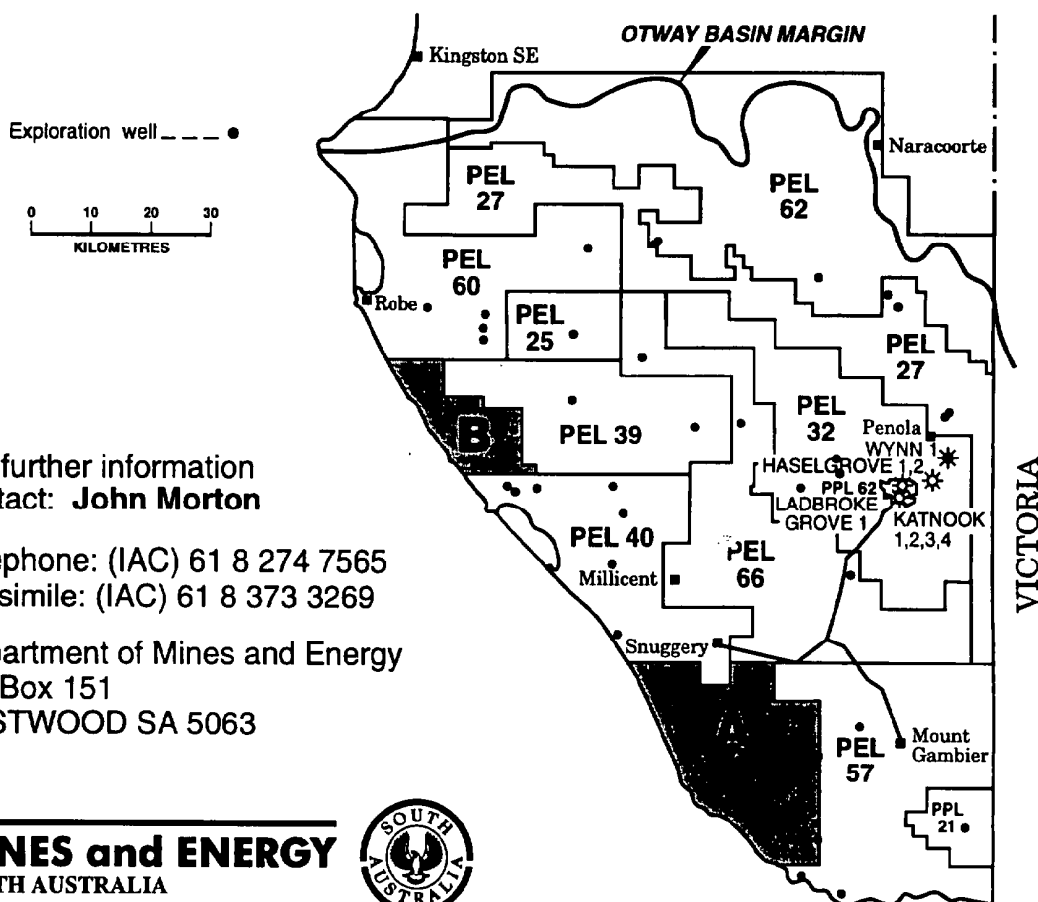 OTWAY BASIN MARGIN
Kingston SE
Exploration well
Naracoorte
0 10 20 30
KILOMETRES
PEL
27
PEL
62
PEL
60
Robe
PEL
25
PEL
27
B
PEL 39
PEL
32
Penola
WYNN 1
HASELGROVE 1,2
PPL 62
LADBROKE
GROVE 1
KATNOOK
1,2,3,4
VICTORIA
further information
tact: John Morton
PEL 40
Millicent
PEL
66
ephone: (IAC) 61 8 274 7565
simile: (IAC) 61 8 373 3269
Snuggery
partment of Mines and Energy
Box 151
STWOOD SA 5063
A
PEL
57
Mount
Gambier
PPL
21
NES and ENERGY
TH AUSTRALIA
SOUTH
AUSTRALIA